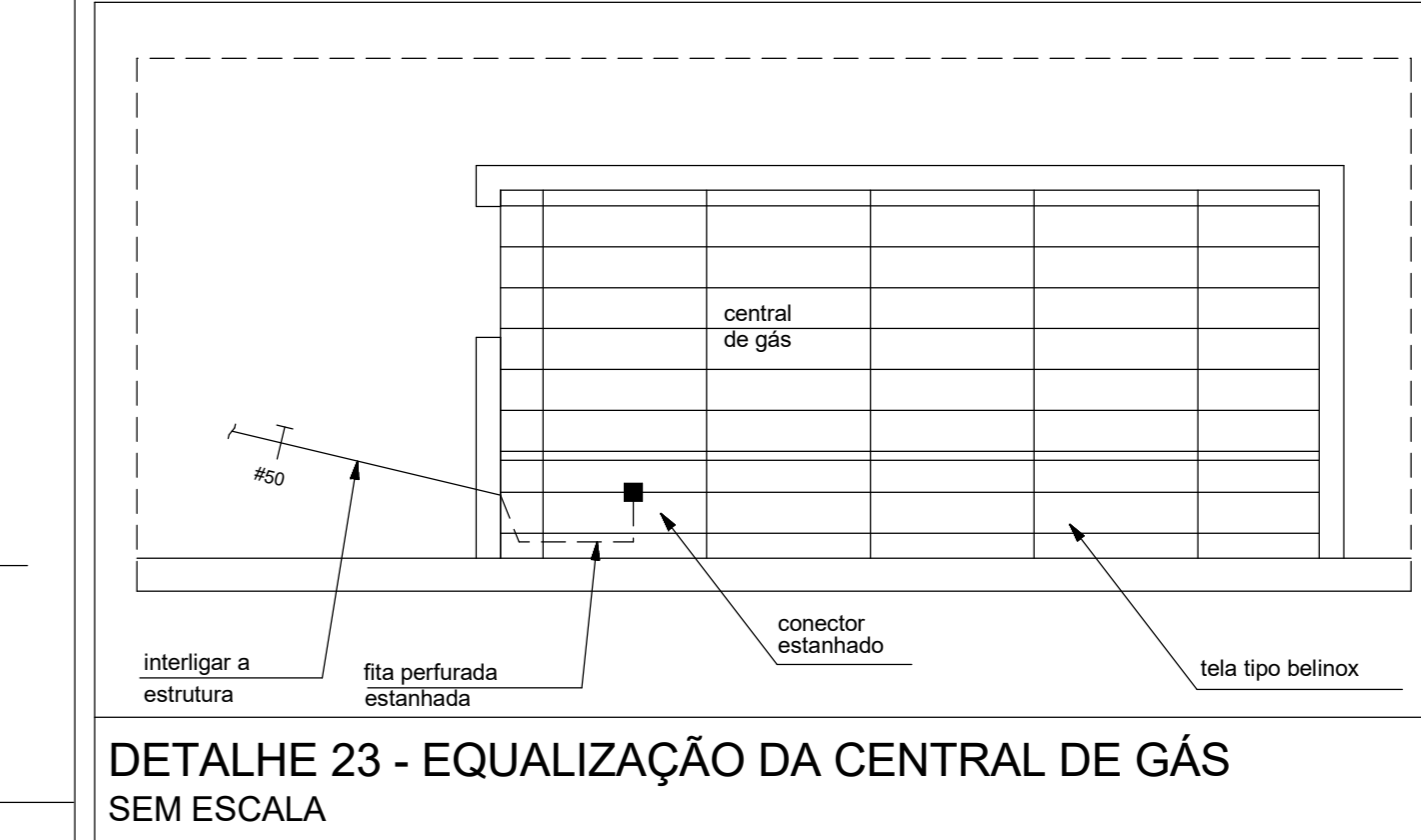 central
de gás
#50
conector
estanhado
interligar a
estrutura
fita perfurada
estanhada
tela tipo belinox
DETALHE 23 - EQUALIZAÇÃO DA CENTRAL DE GÁS
SEM ESCALA